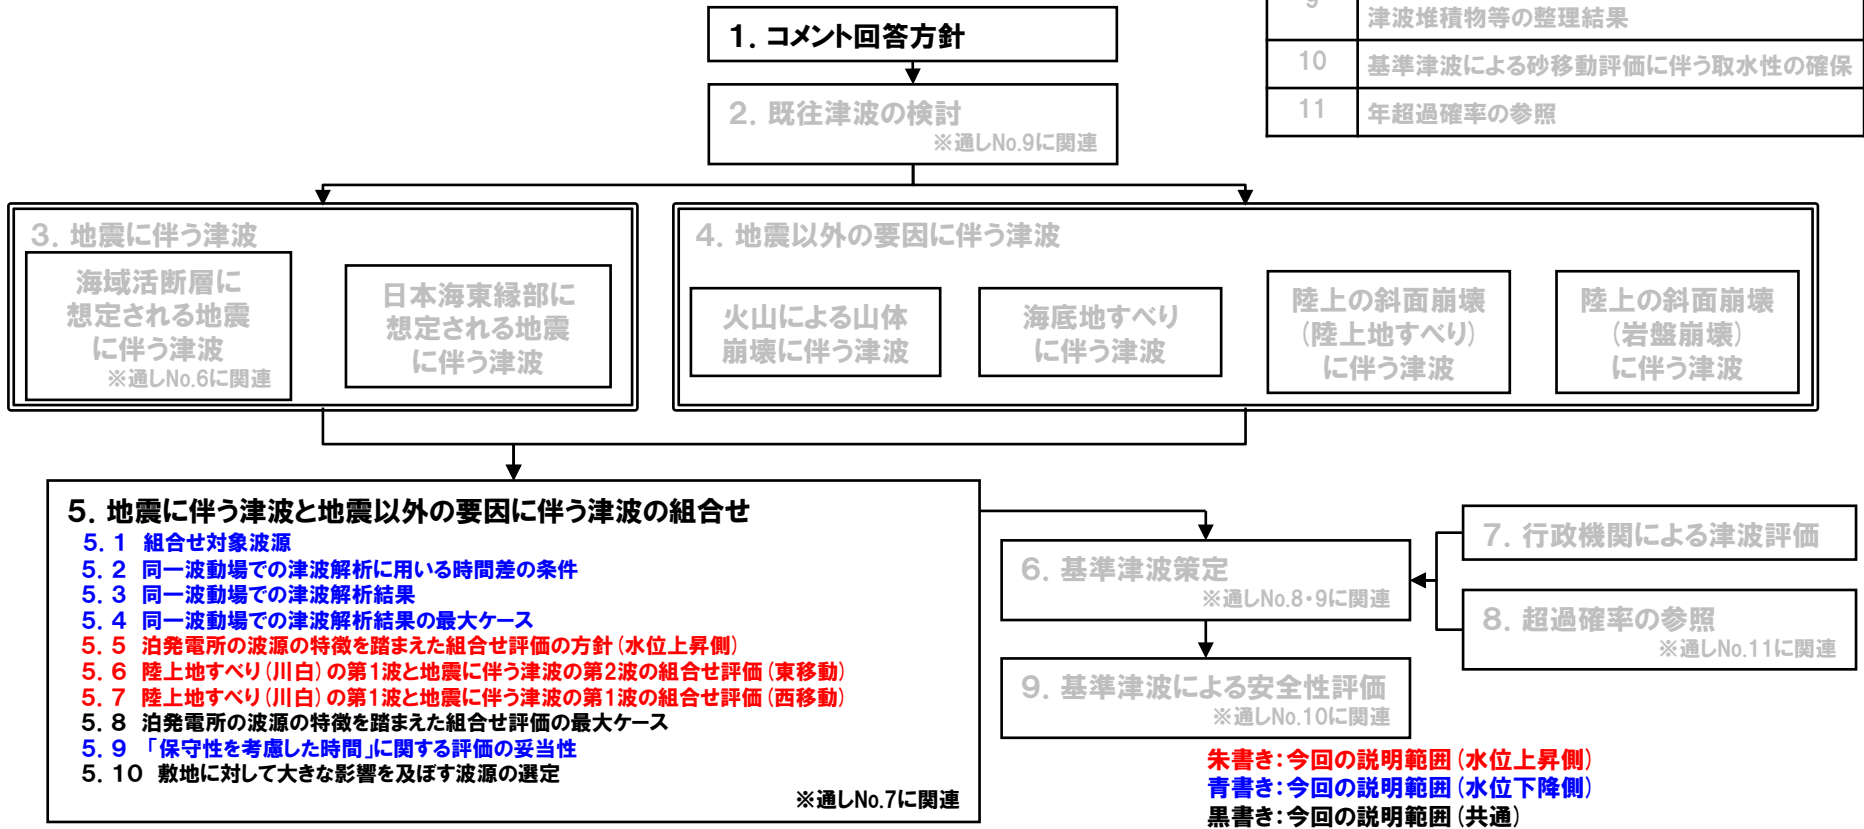 1. コメント回答方針
2. 既往津波の検討
※通しNo.9に関連
津波堆積物等の整理結果
10 基準津波による砂移動評価に伴う取水性の確保
11 年超過確率の参照
3. 地震に伴う津波
海域活断層に
想定される地震
に伴う津波
※通しNo.6に関連
日本海東縁部に
想定される地震
に伴う津波
4. 地震以外の要因に伴う津波
火山による山体
崩壊に伴う津波
海底地すべり
に伴う津波
陸上の斜面崩壊
(陸上地すべり)
に伴う津波
陸上の斜面崩壊
(岩盤崩壊)
に伴う津波
5. 地震に伴う津波と地震以外の要因に伴う津波の組合せ
5. 1 組合せ対象波源
5. 2 同一波動場での津波解析に用いる時間差の条件
5. 3 同一波動場での津波解析結果
5. 4 同一波動場での津波解析結果の最大ケース
5. 5 泊発電所の波源の特徴を踏まえた組合せ評価の方針(水位上昇側)
5. 6 陸上地すべり(川白)の第1波と地震に伴う津波の第2波の組合せ評価(東移動)
5. 7 陸上地すべり(川白)の第1波と地震に伴う津波の第1波の組合せ評価(西移動)
5. 8 泊発電所の波源の特徴を踏まえた組合せ評価の最大ケース
5. 9 「保守性を考慮した時間」に関する評価の妥当性
5. 10 敷地に対して大きな影響を及ぼす波源の選定
※通しNo.7に関連
6. 基準津波策定
※通しNo.8・9に関連
7. 行政機関による津波評価
8. 超過確率の参照
※通しNo.11に関連
9. 基準津波による安全性評価
※通しNo.10に関連
朱書き:今回の説明範囲(水位上昇側)
青書き:今回の説明範囲(水位下降側)
黒書き:今回の説明範囲(共通)